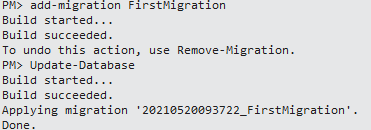 PM> add-migration FirstMigration
Build started...
Build succeeded.
To undo this action, use Remove-Migration.
PM> Update-Database
Build started...
Build succeeded.
Applying migration '20210520093722_FirstMigration'.
Done.